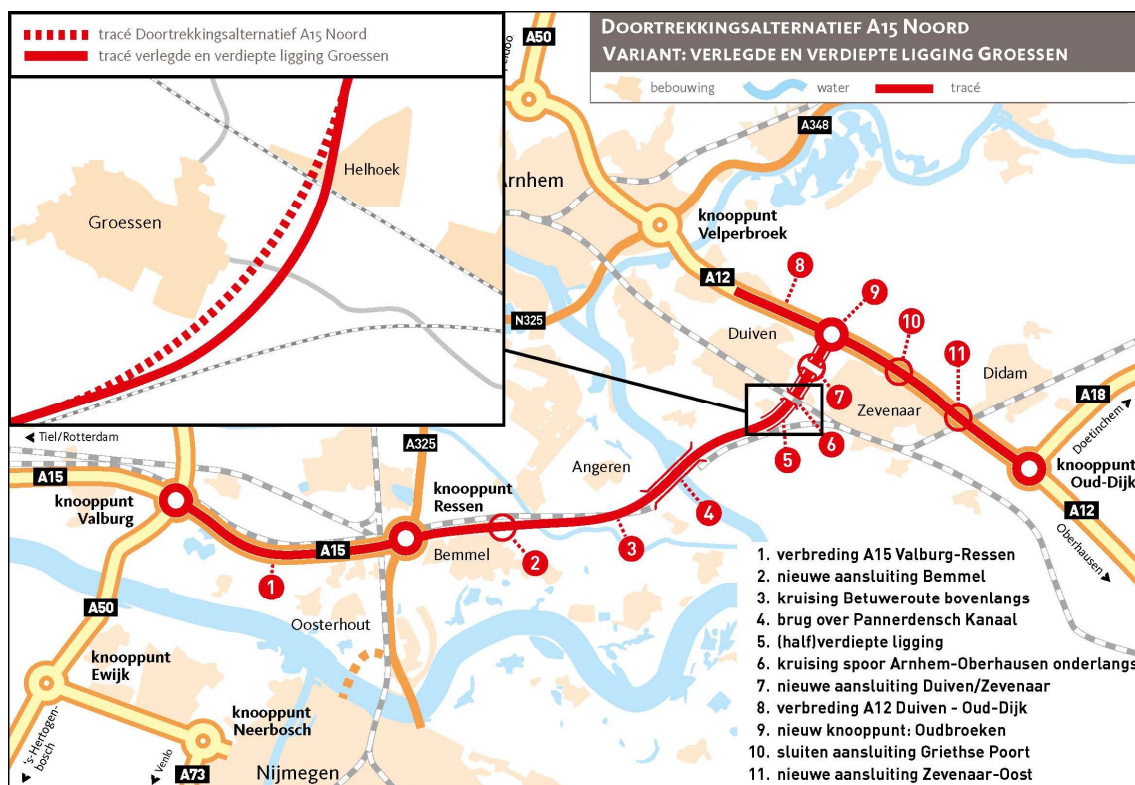 tracé Doortrekkingsalternatief A15 Noord
tracé verlegde en verdiepte ligging Groessen
DOORTREKKINGSALTERNATIEF A15 NOORD
VARIANT: VERLEGDE EN VERDIEPTE LIGGING GROESSEN
bebouwing
water
tracé
A50
A348
Helhoek
Groessen
Arnhem
knooppunt
Velperbroek
A12
8
9
N325
Duiven
10
11
Didam
7
Zevenaar
A18
Doetinchem
5
6
Tiel/Rotterdam
A325
Angeren
knooppunt
Oud-Dijk
A15
knooppunt
Valburg
knooppunt
Ressen
4
A12
Oberhausen
A15
Bemmel
1
2
3
A50
Oosterhout
knooppunt
Ewijk
knooppunt
Neerbosch
's-Hertogen-
bosch
Venlo
A73
Nijmegen
1. verbreding A15 Valburg-Ressen
2. nieuwe aansluiting Bemmel
3. kruising Betuweroute bovenlangs
4. brug over Pannerdensch Kanaal
5. (half)verdiepte ligging
6. kruising spoor Arnhem-Oberhausen onderlangs
7. nieuwe aansluiting Duiven/Zevenaar
8. verbreding A12 Duiven - Oud-Dijk
9. nieuw knooppunt: Oudbroeken
10. sluiten aansluiting Griethse Poort
11. nieuwe aansluiting Zevenaar-Oost